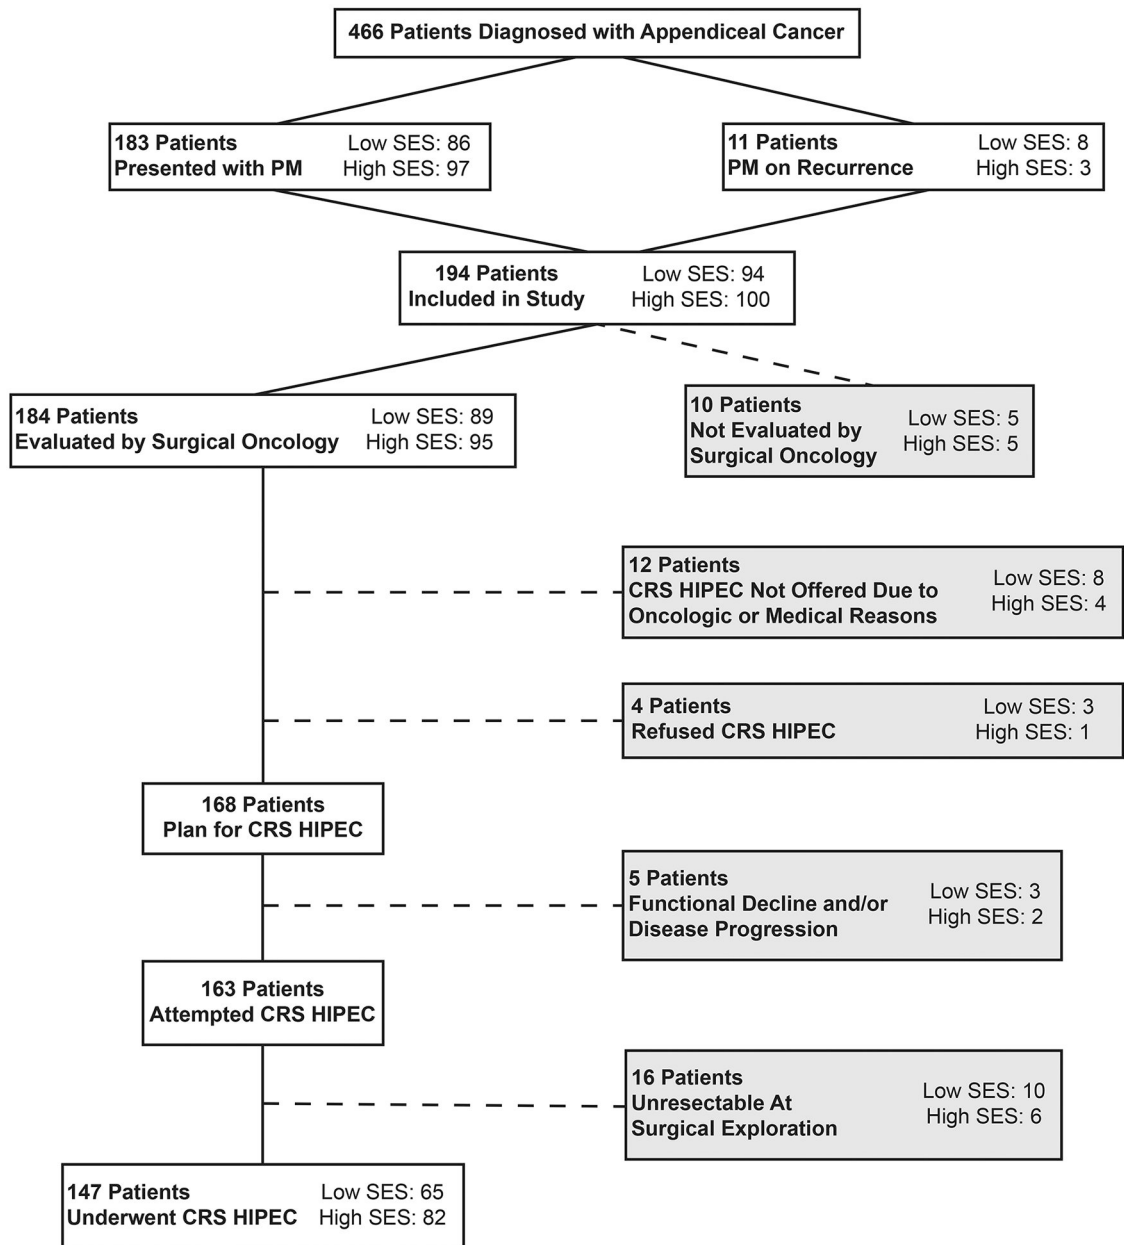 466 Patients Diagnosed with Appendiceal Cancer
183 Patients Low SES: 86
Presented with PM High SES: 97
11 Patients Low SES: 8
PM on Recurrence High SES: 3
194 Patients Low SES: 94
Included in Study High SES: 100
184 Patients Low SES: 89
Evaluated by Surgical Oncology High SES: 95
10 Patients
Not Evaluated by
Surgical Oncology
Low SES: 5
High SES: 5
12 Patients
CRS HIPEC Not Offered Due to
Oncologic or Medical Reasons
Low SES: 8
High SES: 4
4 Patients Low SES: 3
Refused CRS HIPEC High SES: 1
168 Patients
Plan for CRS HIPEC
5 Patients
Functional Decline and/or
Disease Progression
Low SES: 3
High SES: 2
163 Patients
Attempted CRS HIPEC
16 Patients
Unresectable At
Surgical Exploration
Low SES: 10
High SES: 6
147 Patients Low SES: 65
Underwent CRS HIPEC High SES: 82